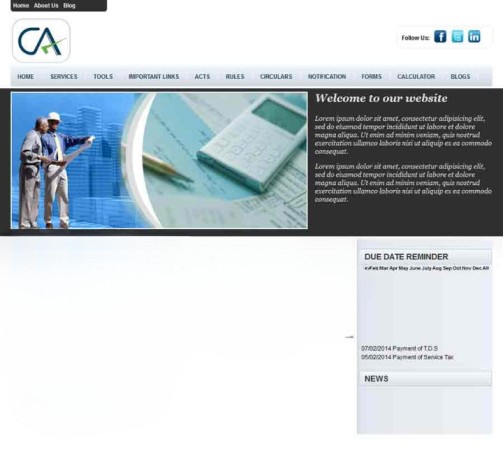 Home About Us Blog
CA
Follow Us:
HOME SERVICES TOOLS IMPORTANT LINKS ACTS RULES CIRCULARS NOTIFICATION FORMS CALCULATOR BLOGS
Welcome to our website
Lorem ipsum dolor sit amet, consectetur adipisicing elit,
sed do eiusmod tempor incididunt ut labore et dolore
magna aliqua. Ut enim ad minim veniam, quis nostrud
exercitation ullamco laboris nisi ut aliquip ex ea commodo
consequat.
Lorem ipsum dolor sit amet, consectetur adipisicing elit,
sed do eiusmod tempor incididunt ut labore et dolore
magna aliqua. Ut enim ad minim veniam, quis nostrud
exercitation ullamco laboris nisi ut aliquip ex ea commodo
consequat.
DUE DATE REMINDER
Feb Mar Apr May June July Aug Sep Oct Nov Dec All
07/02/2014 Payment of T.D.S
05/02/2014 Payment of Service Tax
NEWS